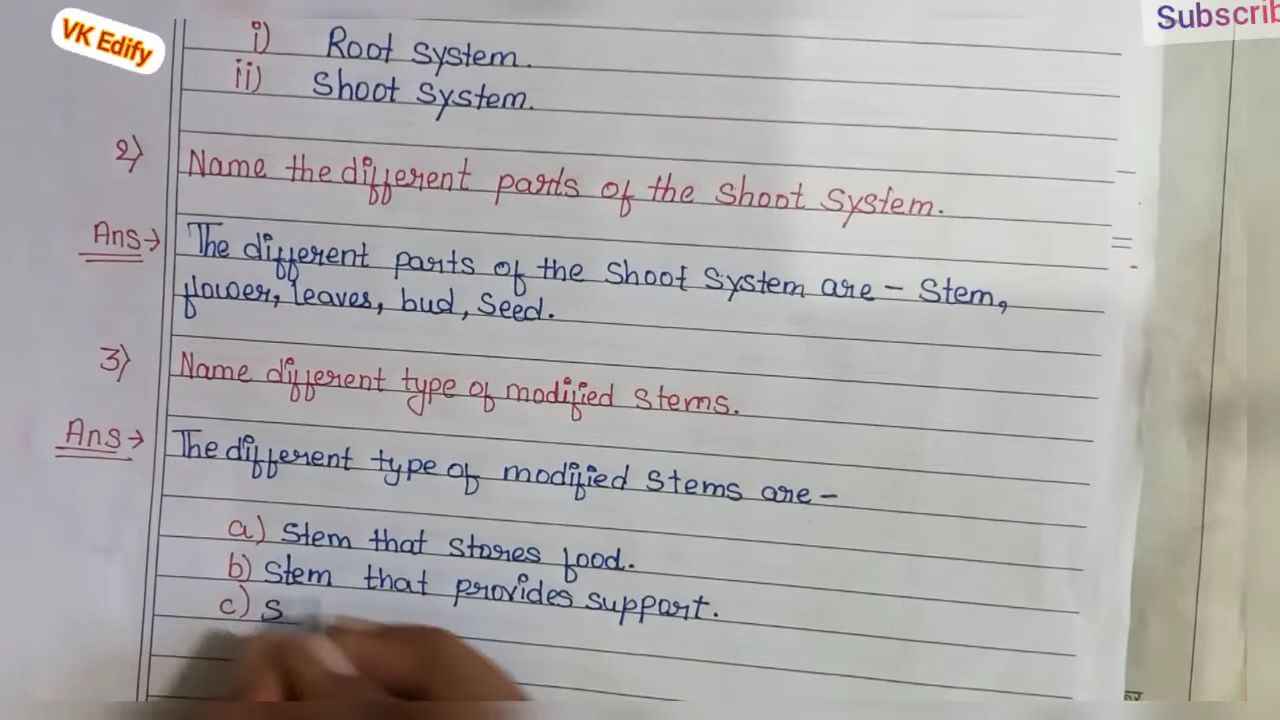 VK Edify
Subscrib
i) Root System.
ii) Shoot System.
2) Name the different parts of the Shoot System.
Ans→ The different parts of the Shoot System are - Stem,
flower, leaves, bud, seed.
3) Name different type of modified stems.
Ans→ The different type of modified Stems are -
a) Stem that stores food.
b) Stem that provides support.
c) S